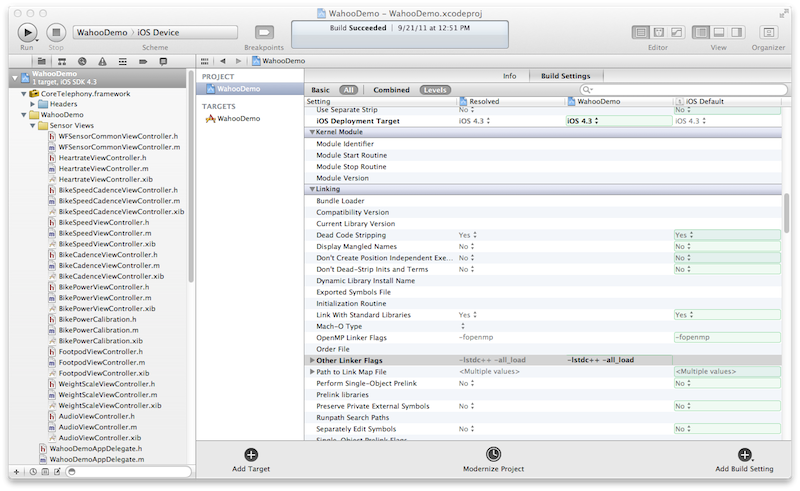 WahooDemo – WahooDemo.xcodeproj
Run
Stop
WahooDemo
iOS Device
Scheme
Breakpoints
Build Succeeded | 9/21/11 at 12:51 PM
Editor
View
Organizer
WahooDemo
1 target, iOS SDK 4.3
CoreTelephony.framework
Headers
WahooDemo
Sensor Views
h WFSensorCommonViewController.h
m WFSensorCommonViewController.m
h HeartrateViewController.h
m HeartrateViewController.m
HeartrateViewController.xib
h BikeSpeedCadenceViewController.h
m BikeSpeedCadenceViewController.m
BikeSpeedCadenceViewController.xib
h BikeSpeedViewController.h
m BikeSpeedViewController.m
BikeSpeedViewController.xib
h BikeCadenceViewController.h
m BikeCadenceViewController.m
BikeCadenceViewController.xib
h BikePowerViewController.h
m BikePowerViewController.m
BikePowerViewController.xib
h BikePowerCalibration.h
m BikePowerCalibration.m
BikePowerCalibration.xib
h FootpodViewController.h
m FootpodViewController.m
FootpodViewController.xib
h WeightScaleViewController.h
m WeightScaleViewController.m
WeightScaleViewController.xib
h AudioViewController.h
m AudioViewController.m
AudioViewController.xib
h WahooDemoAppDelegate.h
m WahooDemoAppDelegate.m
WahooDemo
PROJECT
WahooDemo
TARGETS
WahooDemo
Info
Build Settings
Basic
All
Combined
Levels
Setting
Resolved
WahooDemo
1 iOS Default
Use Separate Strip No No
iOS Deployment Target iOS 4.3 iOS 4.3 iOS 4.3
Kernel Module
Module Identifier
Module Start Routine
Module Stop Routine
Module Version
Linking
Bundle Loader
Compatibility Version
Current Library Version
Dead Code Stripping Yes Yes
Display Mangled Names No No
Don't Create Position Independent Exe... No No
Don't Dead-Strip Inits and Terms No No
Dynamic Library Install Name
Exported Symbols File
Initialization Routine
Link With Standard Libraries Yes Yes
Mach-O Type
OpenMP Linker Flags -fopenmp -fopenmp
Order File
Other Linker Flags -lstdc++ -all_load -lstdc++ -all_load
Path to Link Map File <Multiple values> <Multiple values>
Perform Single-Object Prelink No No
Prelink libraries
Preserve Private External Symbols No No
Runpath Search Paths
Separately Edit Symbols No No
Single-Object Prelink Flags
Add Target
Modernize Project
Add Build Setting